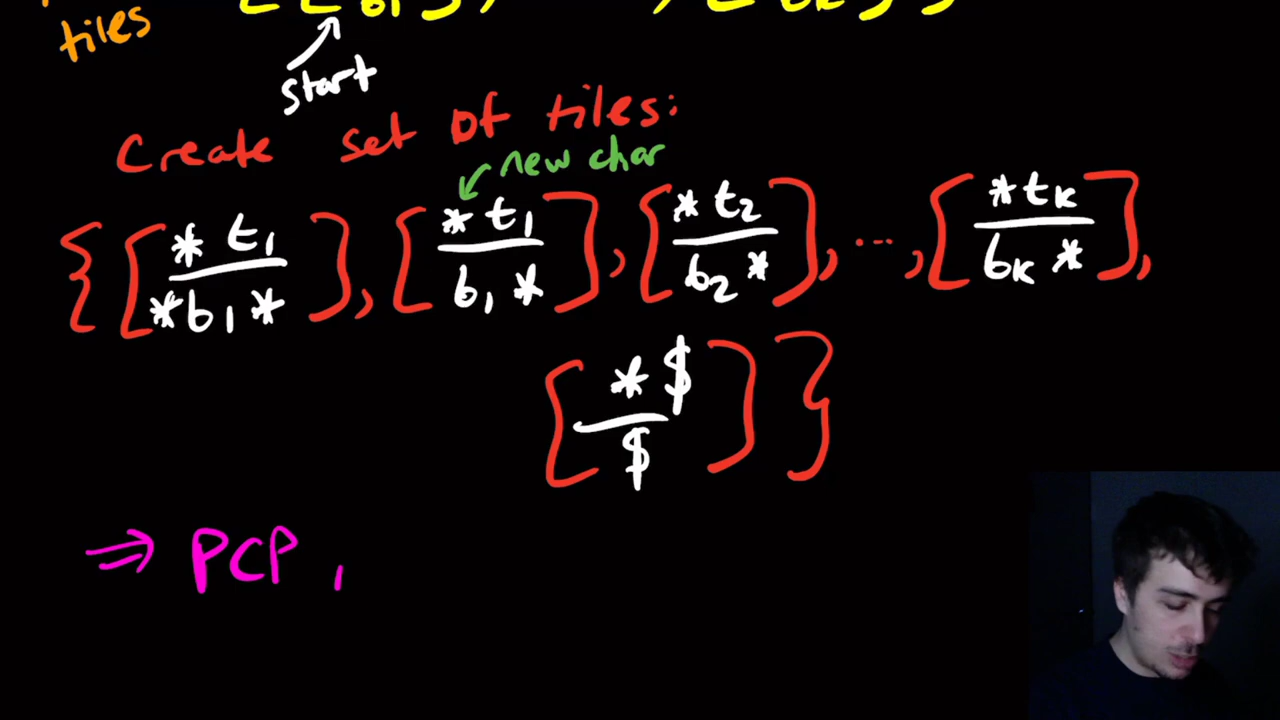 tiles
start
Create set of tiles:
new char
{ [ * t1 / *b1 * ], [ * t1 / b1 * ], [ * t2 / b2 * ], ..., [ * tk / bk * ],
[ * $ / $ ] }
⇒ PCP